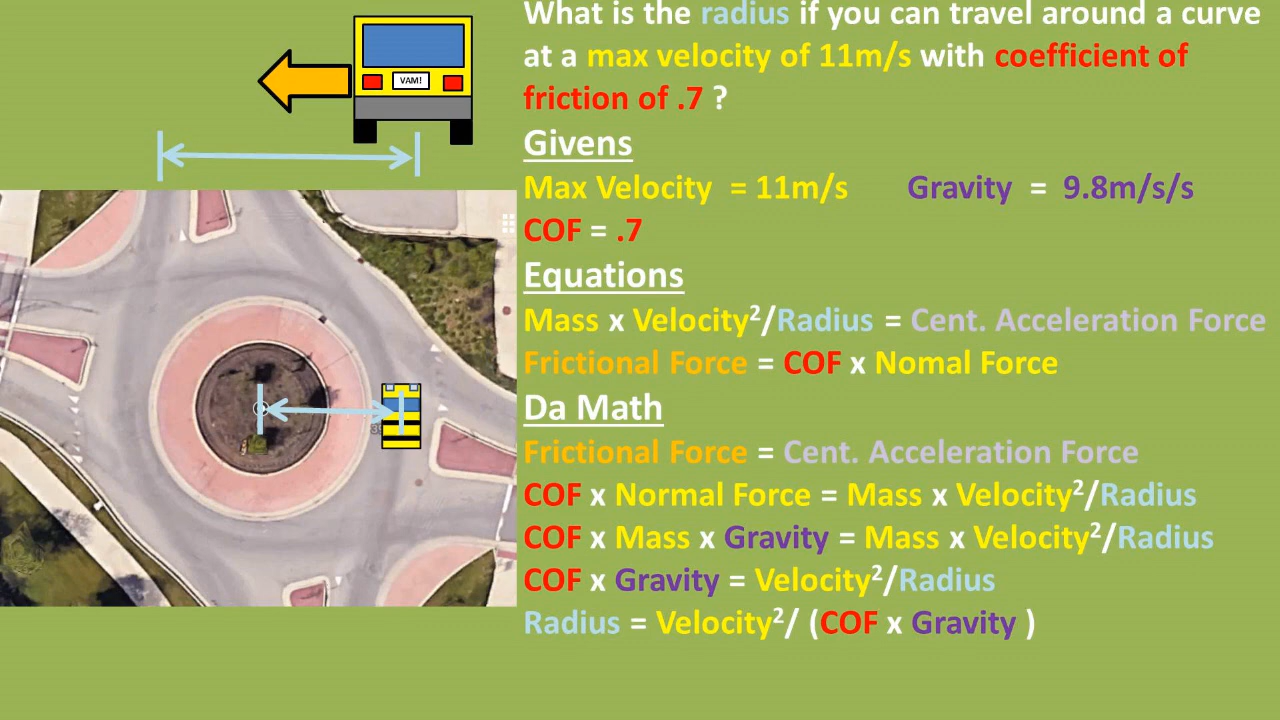 What is the radius if you can travel around a curve
at a max velocity of 11m/s with coefficient of
friction of .7 ?
VAM!
Givens
Max Velocity = 11m/s Gravity = 9.8m/s/s
COF = .7
Equations
Mass x Velocity²/Radius = Cent. Acceleration Force
Frictional Force = COF x Nomal Force
Da Math
Frictional Force = Cent. Acceleration Force
COF x Normal Force = Mass x Velocity²/Radius
COF x Mass x Gravity = Mass x Velocity²/Radius
COF x Gravity = Velocity²/Radius
Radius = Velocity²/ (COF x Gravity )